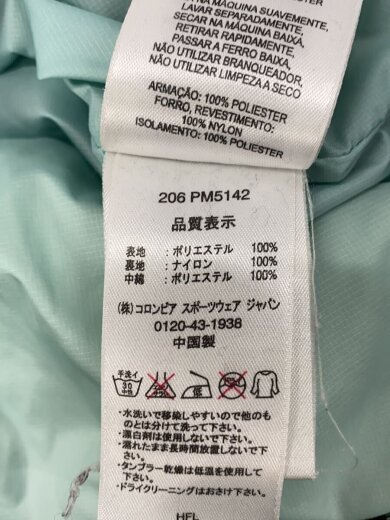 LA NA MAQUINA SUAVEMENTE,
LAVAR SEPARADAMENTE,
SECAR NA MÁQUINA BAIXA,
RETIRAR RAPIDAMENTE,
PASSAR A FERRO BAIXA,
NÃO UTILIZAR BRANQUEADOR,
NÃO UTILIZAR LIMPEZA A SECO
ARMAÇÃO: 100% POLIESTER
FORRO, REVESTIMENTO:
100% NYLON
ISOLAMENTO: 100% POLIESTER
206 PM5142
品質表示
表地 : ポリエステル 100%
裏地 : ナイロン 100%
中綿 : ポリエステル 100%
(株) コロンビア スポーツウェア ジャパン
0120-43-1938
中国製
手洗イ
30
中
・水洗いで移染しやすいので他のも
のとは分けて洗って下さい。
・漂白剤は使用しないで下さい。
・濡れたまま長時間放置しないで下
さい。
・タンブラー乾燥は低温を使用して
下さい。
・ドライクリーニングはおさけ下さい。
HFL